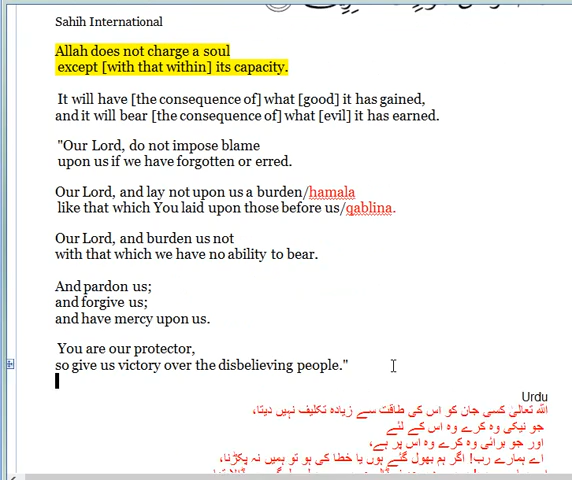 Sahih International
Allah does not charge a soul
except [with that within] its capacity.
It will have [the consequence of] what [good] it has gained,
and it will bear [the consequence of] what [evil] it has earned.
"Our Lord, do not impose blame
upon us if we have forgotten or erred.
Our Lord, and lay not upon us a burden/hamala
like that which You laid upon those before us/qablina.
Our Lord, and burden us not
with that which we have no ability to bear.
And pardon us;
and forgive us;
and have mercy upon us.
You are our protector,
so give us victory over the disbelieving people."
Urdu
اللہ تعالیٰ کسی جان کو اس کی طاقت سے زیادہ تکلیف نہیں دیتا،
جو نیکی وہ کرے وہ اس کے لئے
اور جو برائی وہ کرے وہ اس پر ہے،
اے ہمارے رب! اگر ہم بھول گئے ہوں یا خطا کی ہو تو ہمیں نہ پکڑنا،